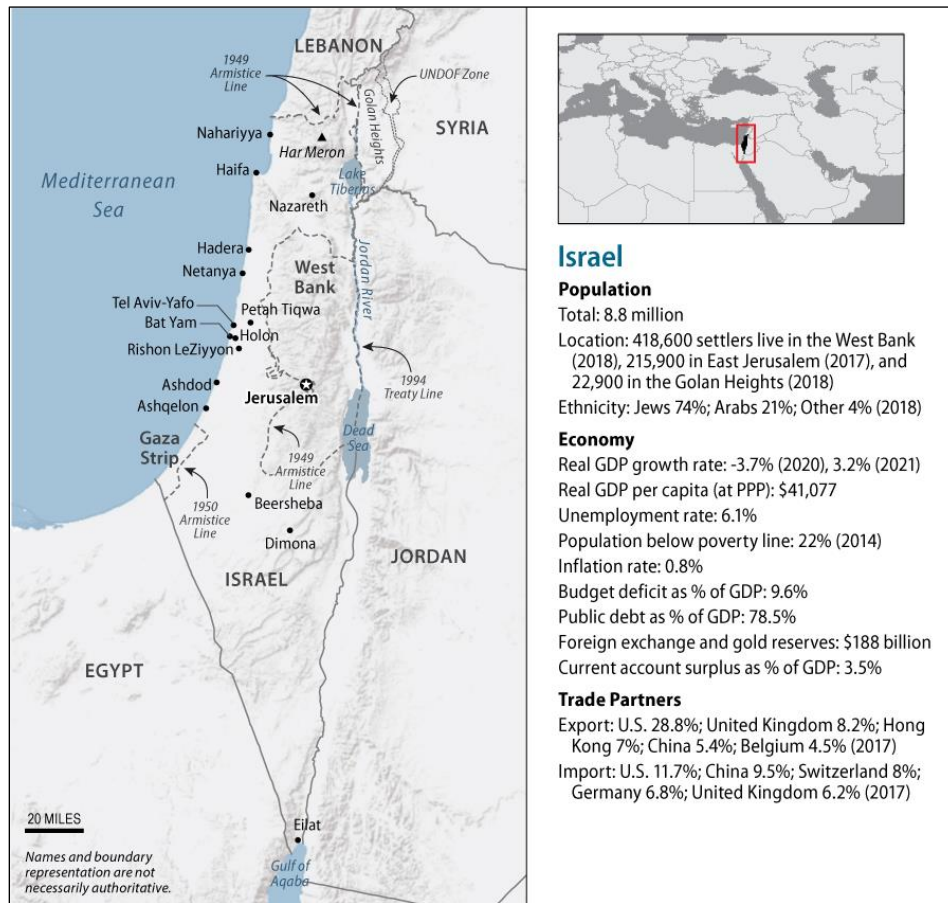 LEBANON
1949
Armistice
Line
UNDOF Zone
Golan Heights
SYRIA
Nahariyya
Har Meron
Haifa
Lake
Tiberias
Mediterranean
Sea
Nazareth
Jordan River
Hadera
West
Bank
Netanya
Tel Aviv-Yafo
Petah Tiqwa
Bat Yam
Holon
Rishon LeZiyyon
1994
Treaty Line
Ashdod
Jerusalem
Ashqelon
Gaza
Strip
Dead
Sea
1949
Armistice
Line
1950
Armistice
Line
Beersheba
Dimona
JORDAN
ISRAEL
EGYPT
20 MILES
Eilat
Names and boundary
representation are not
necessarily authoritative.
Gulf of
Aqaba
Israel
Population
Total: 8.8 million
Location: 418,600 settlers live in the West Bank
(2018), 215,900 in East Jerusalem (2017), and
22,900 in the Golan Heights (2018)
Ethnicity: Jews 74%; Arabs 21%; Other 4% (2018)
Economy
Real GDP growth rate: -3.7% (2020), 3.2% (2021)
Real GDP per capita (at PPP): $41,077
Unemployment rate: 6.1%
Population below poverty line: 22% (2014)
Inflation rate: 0.8%
Budget deficit as % of GDP: 9.6%
Public debt as % of GDP: 78.5%
Foreign exchange and gold reserves: $188 billion
Current account surplus as % of GDP: 3.5%
Trade Partners
Export: U.S. 28.8%; United Kingdom 8.2%; Hong
Kong 7%; China 5.4%; Belgium 4.5% (2017)
Import: U.S. 11.7%; China 9.5%; Switzerland 8%;
Germany 6.8%; United Kingdom 6.2% (2017)